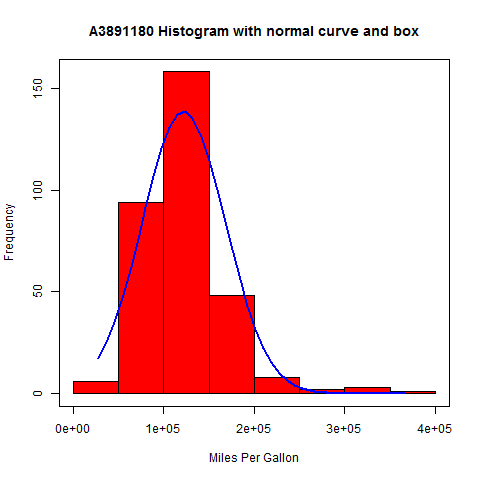 A3891180 Histogram with normal curve and box
Frequency
150
100
50
0
0e+00 1e+05 2e+05 3e+05 4e+05
Miles Per Gallon